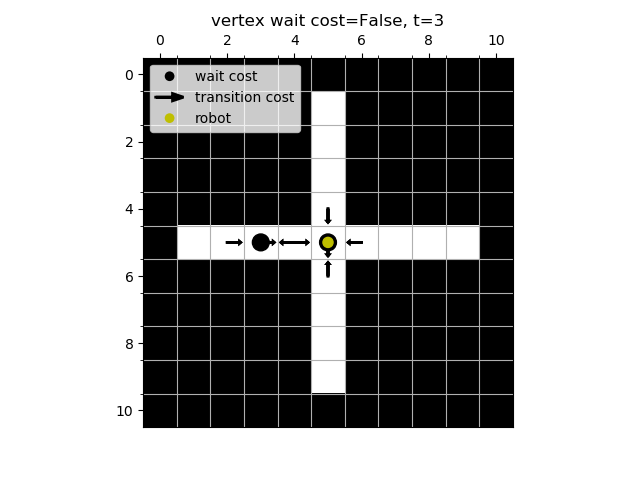 vertex wait cost=False, t=3
0 2 4 6 8 10
wait cost
transition cost
robot
0
2
4
6
8
10